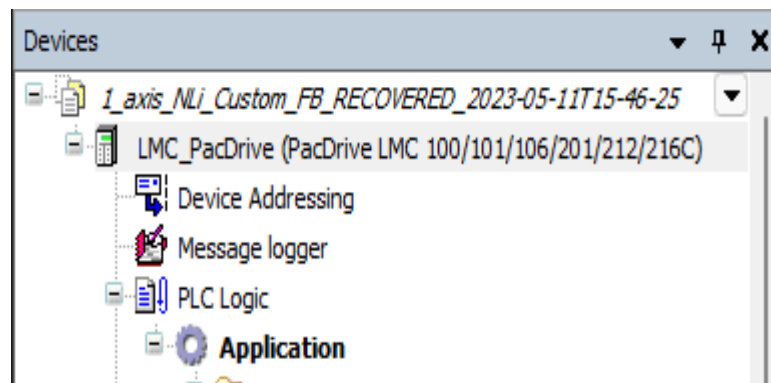 Devices
1_axis_NLi_Custom_FB_RECOVERED_2023-05-11T15-46-25
LMC_PacDrive (PacDrive LMC 100/101/106/201/212/216C)
Device Addressing
Message logger
PLC Logic
Application